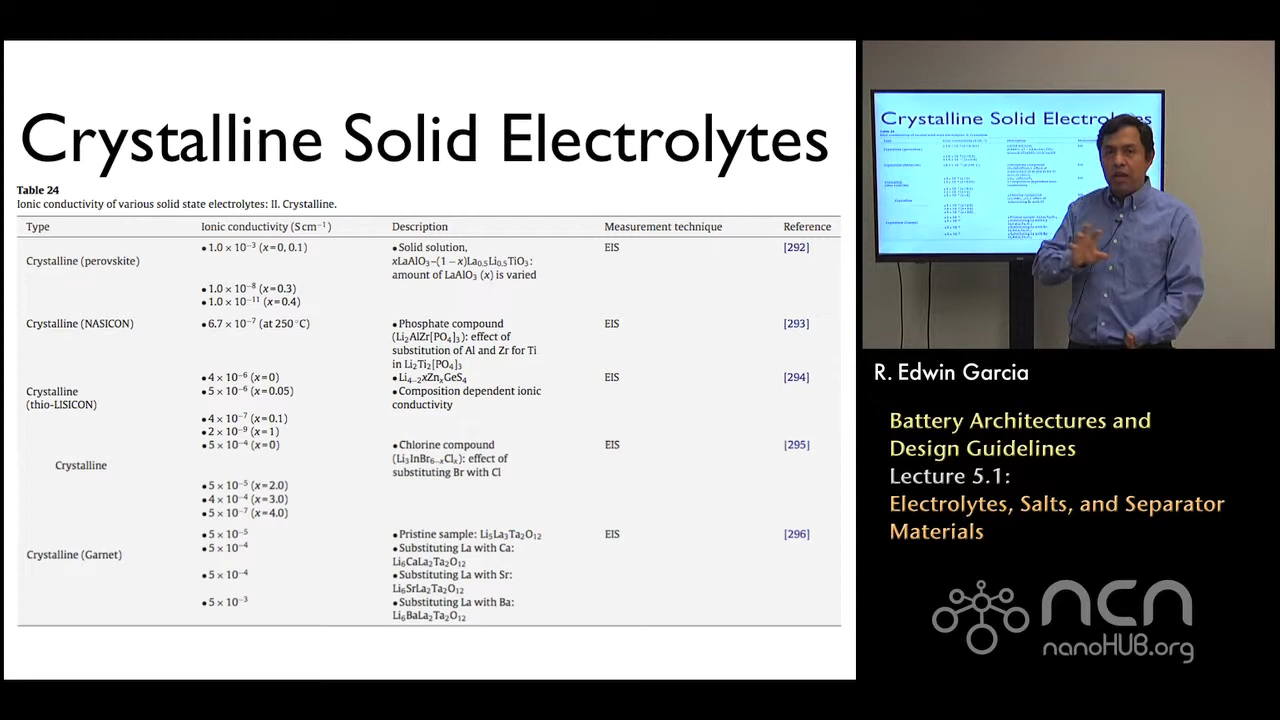 Crystalline Solid Electrolytes
Table 24
Ionic conductivity of various solid state electrolytes: II. Crystalline.
Type Ionic conductivity (S cm⁻¹) Description Measurement technique Reference
Crystalline (perovskite)
• 1.0 × 10⁻³ (x = 0, 0.1)
• 1.0 × 10⁻⁸ (x = 0.3)
• 1.0 × 10⁻¹¹ (x = 0.4)
• Solid solution,
xLaAlO₃–(1 − x)La₀.₅Li₀.₅TiO₃:
amount of LaAlO₃ (x) is varied
EIS
[292]
Crystalline (NASICON)
• 6.7 × 10⁻⁷ (at 250 °C)
• Phosphate compound
(Li₂AlZr[PO₄]₃): effect of
substitution of Al and Zr for Ti
in Li₂Ti₂[PO₄]₃
EIS
[293]
Crystalline
(thio-LISICON)
• 4 × 10⁻⁶ (x = 0)
• 5 × 10⁻⁶ (x = 0.05)
• 4 × 10⁻⁷ (x = 0.1)
• 2 × 10⁻⁹ (x = 1)
• Li₄₋₂xZnₓGeS₄
• Composition dependent ionic
conductivity
EIS
[294]
Crystalline
• 5 × 10⁻⁴ (x = 0)
• 5 × 10⁻⁵ (x = 2.0)
• 4 × 10⁻⁴ (x = 3.0)
• 5 × 10⁻⁷ (x = 4.0)
• Chlorine compound
(Li₃InBr₆₋ₓClₓ): effect of
substituting Br with Cl
EIS
[295]
Crystalline (Garnet)
• 5 × 10⁻⁵
• 5 × 10⁻⁴
• 5 × 10⁻⁴
• 5 × 10⁻³
• Pristine sample: Li₅La₃Ta₂O₁₂
• Substituting La with Ca:
Li₆CaLa₂Ta₂O₁₂
• Substituting La with Sr:
Li₆SrLa₂Ta₂O₁₂
• Substituting La with Ba:
Li₆BaLa₂Ta₂O₁₂
EIS
[296]
Crystalline Solid Electrolytes
R. Edwin Garcia
Battery Architectures and
Design Guidelines
Lecture 5.1:
Electrolytes, Salts, and Separator
Materials
ncn
nanoHUB.org